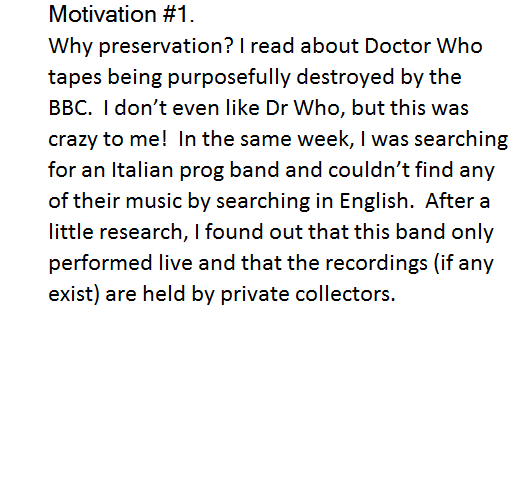 Motivation #1.
Why preservation? I read about Doctor Who
tapes being purposefully destroyed by the
BBC.  I don’t even like Dr Who, but this was
crazy to me!  In the same week, I was searching
for an Italian prog band and couldn’t find any
of their music by searching in English.  After a
little research, I found out that this band only
performed live and that the recordings (if any
exist) are held by private collectors.